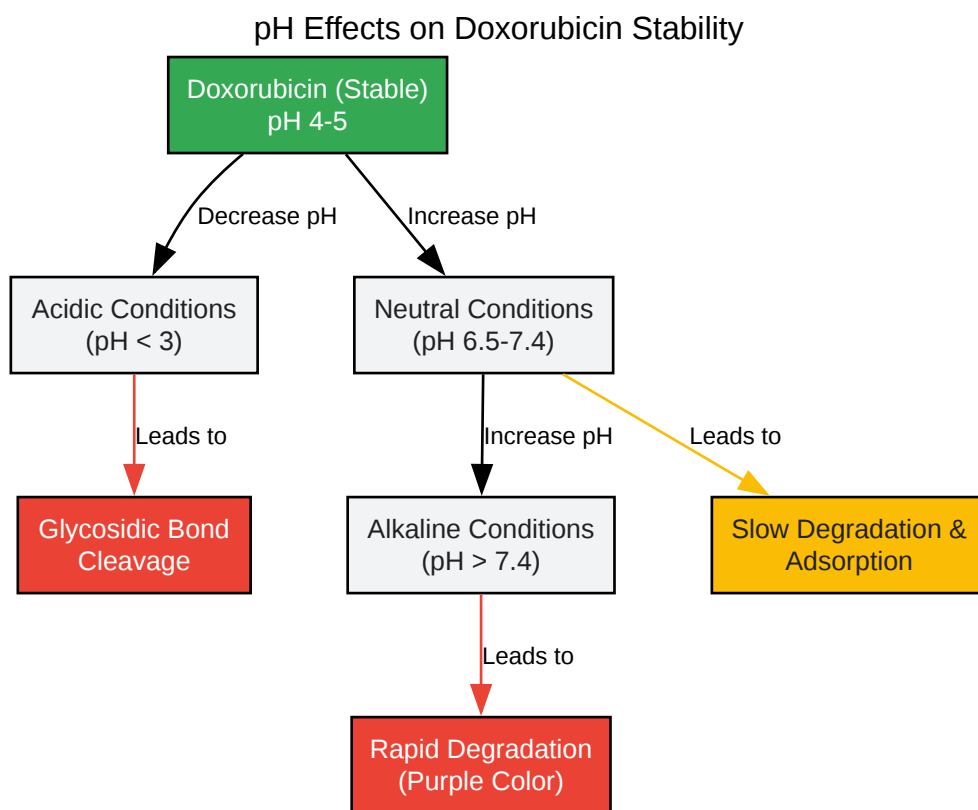 pH Effects on Doxorubicin Stability
Doxorubicin (Stable)
pH 4-5
Decrease pH
Increase pH
Acidic Conditions
(pH < 3)
Neutral Conditions
(pH 6.5-7.4)
Leads to
Increase pH
Leads to
Glycosidic Bond
Cleavage
Alkaline Conditions
(pH > 7.4)
Slow Degradation &
Adsorption
Leads to
Rapid Degradation
(Purple Color)